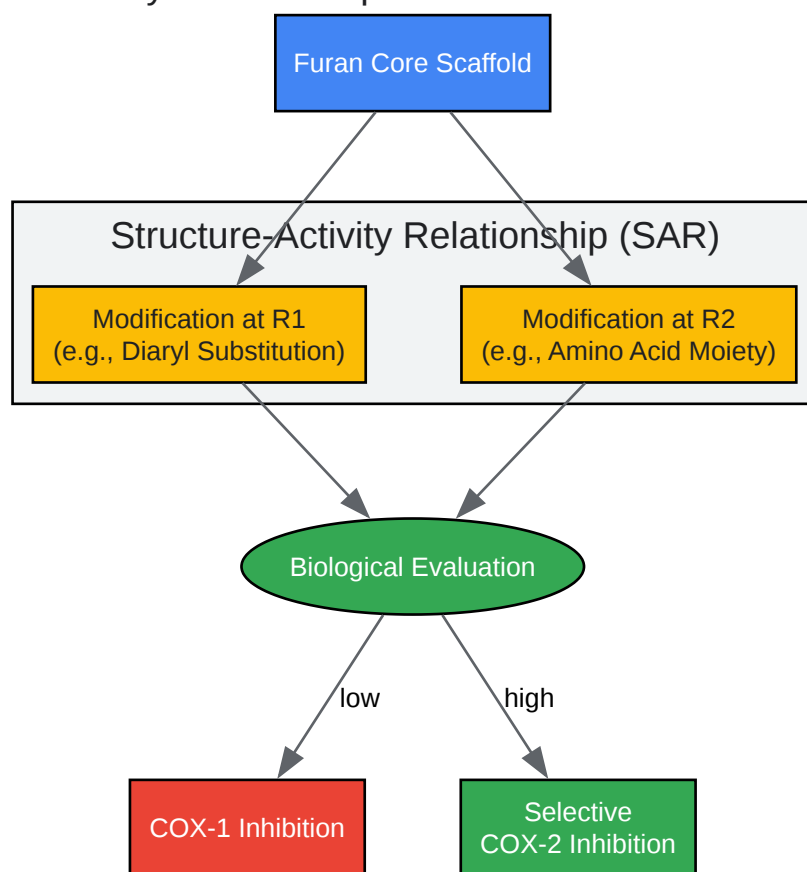 Furan Core Scaffold
Structure-Activity Relationship (SAR)
Modification at R1
(e.g., Diaryl Substitution)
Modification at R2
(e.g., Amino Acid Moiety)
Biological Evaluation
low
high
COX-1 Inhibition
Selective
COX-2 Inhibition